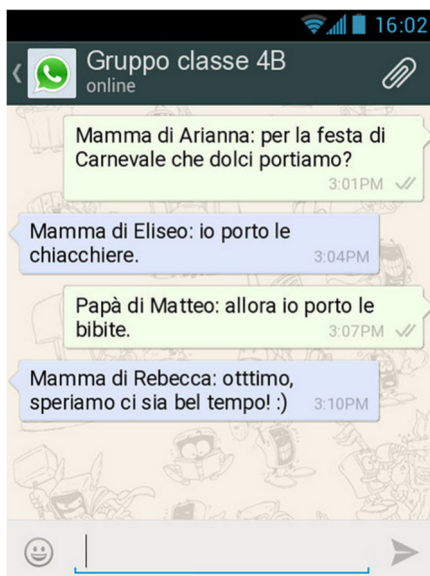 16:02
Gruppo classe 4B
online
Mamma di Arianna: per la festa di
Carnevale che dolci portiamo?
3:01PM
Mamma di Eliseo: io porto le
chiacchiere. 3:04PM
Papà di Matteo: allora io porto le
bibite. 3:07PM
Mamma di Rebecca: otttimo,
speriamo ci sia bel tempo! :) 3:10PM